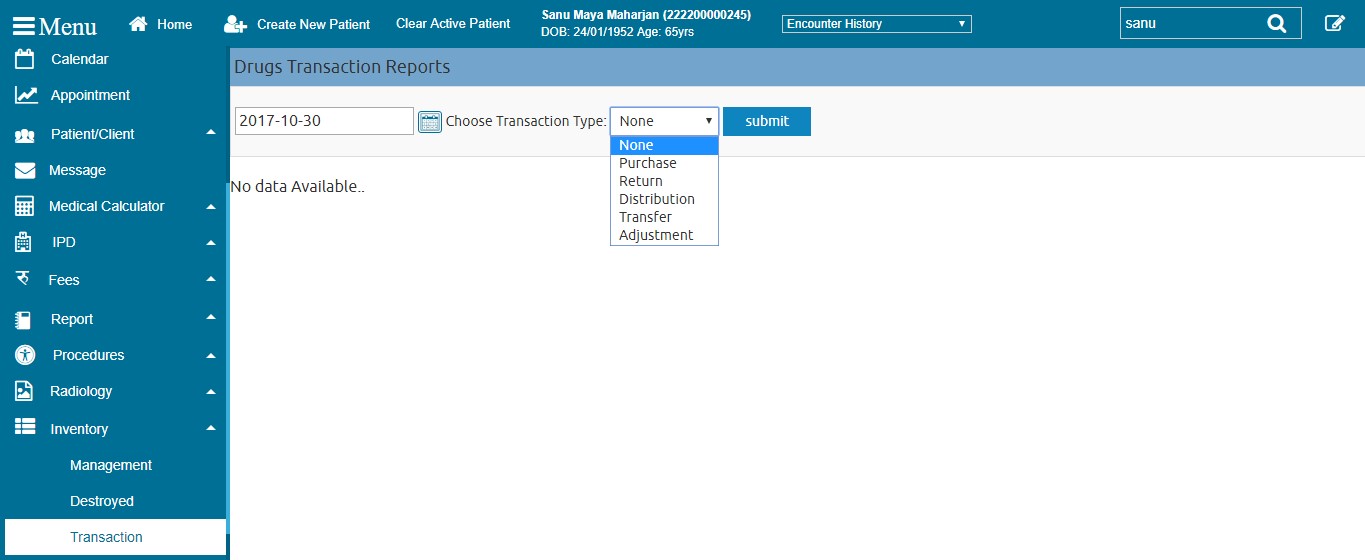 Menu
Home
Create New Patient
Clear Active Patient
Sanu Maya Maharjan (222200000245)
DOB: 24/01/1952 Age: 65yrs
Encounter History
sanu
Calendar
Appointment
Patient/Client
Message
Medical Calculator
IPD
रु
Fees
Report
Procedures
Radiology
Inventory
Management
Destroyed
Transaction
Drugs Transaction Reports
2017-10-30
Choose Transaction Type:
None
submit
None
Purchase
Return
Distribution
Transfer
Adjustment
No data Available..